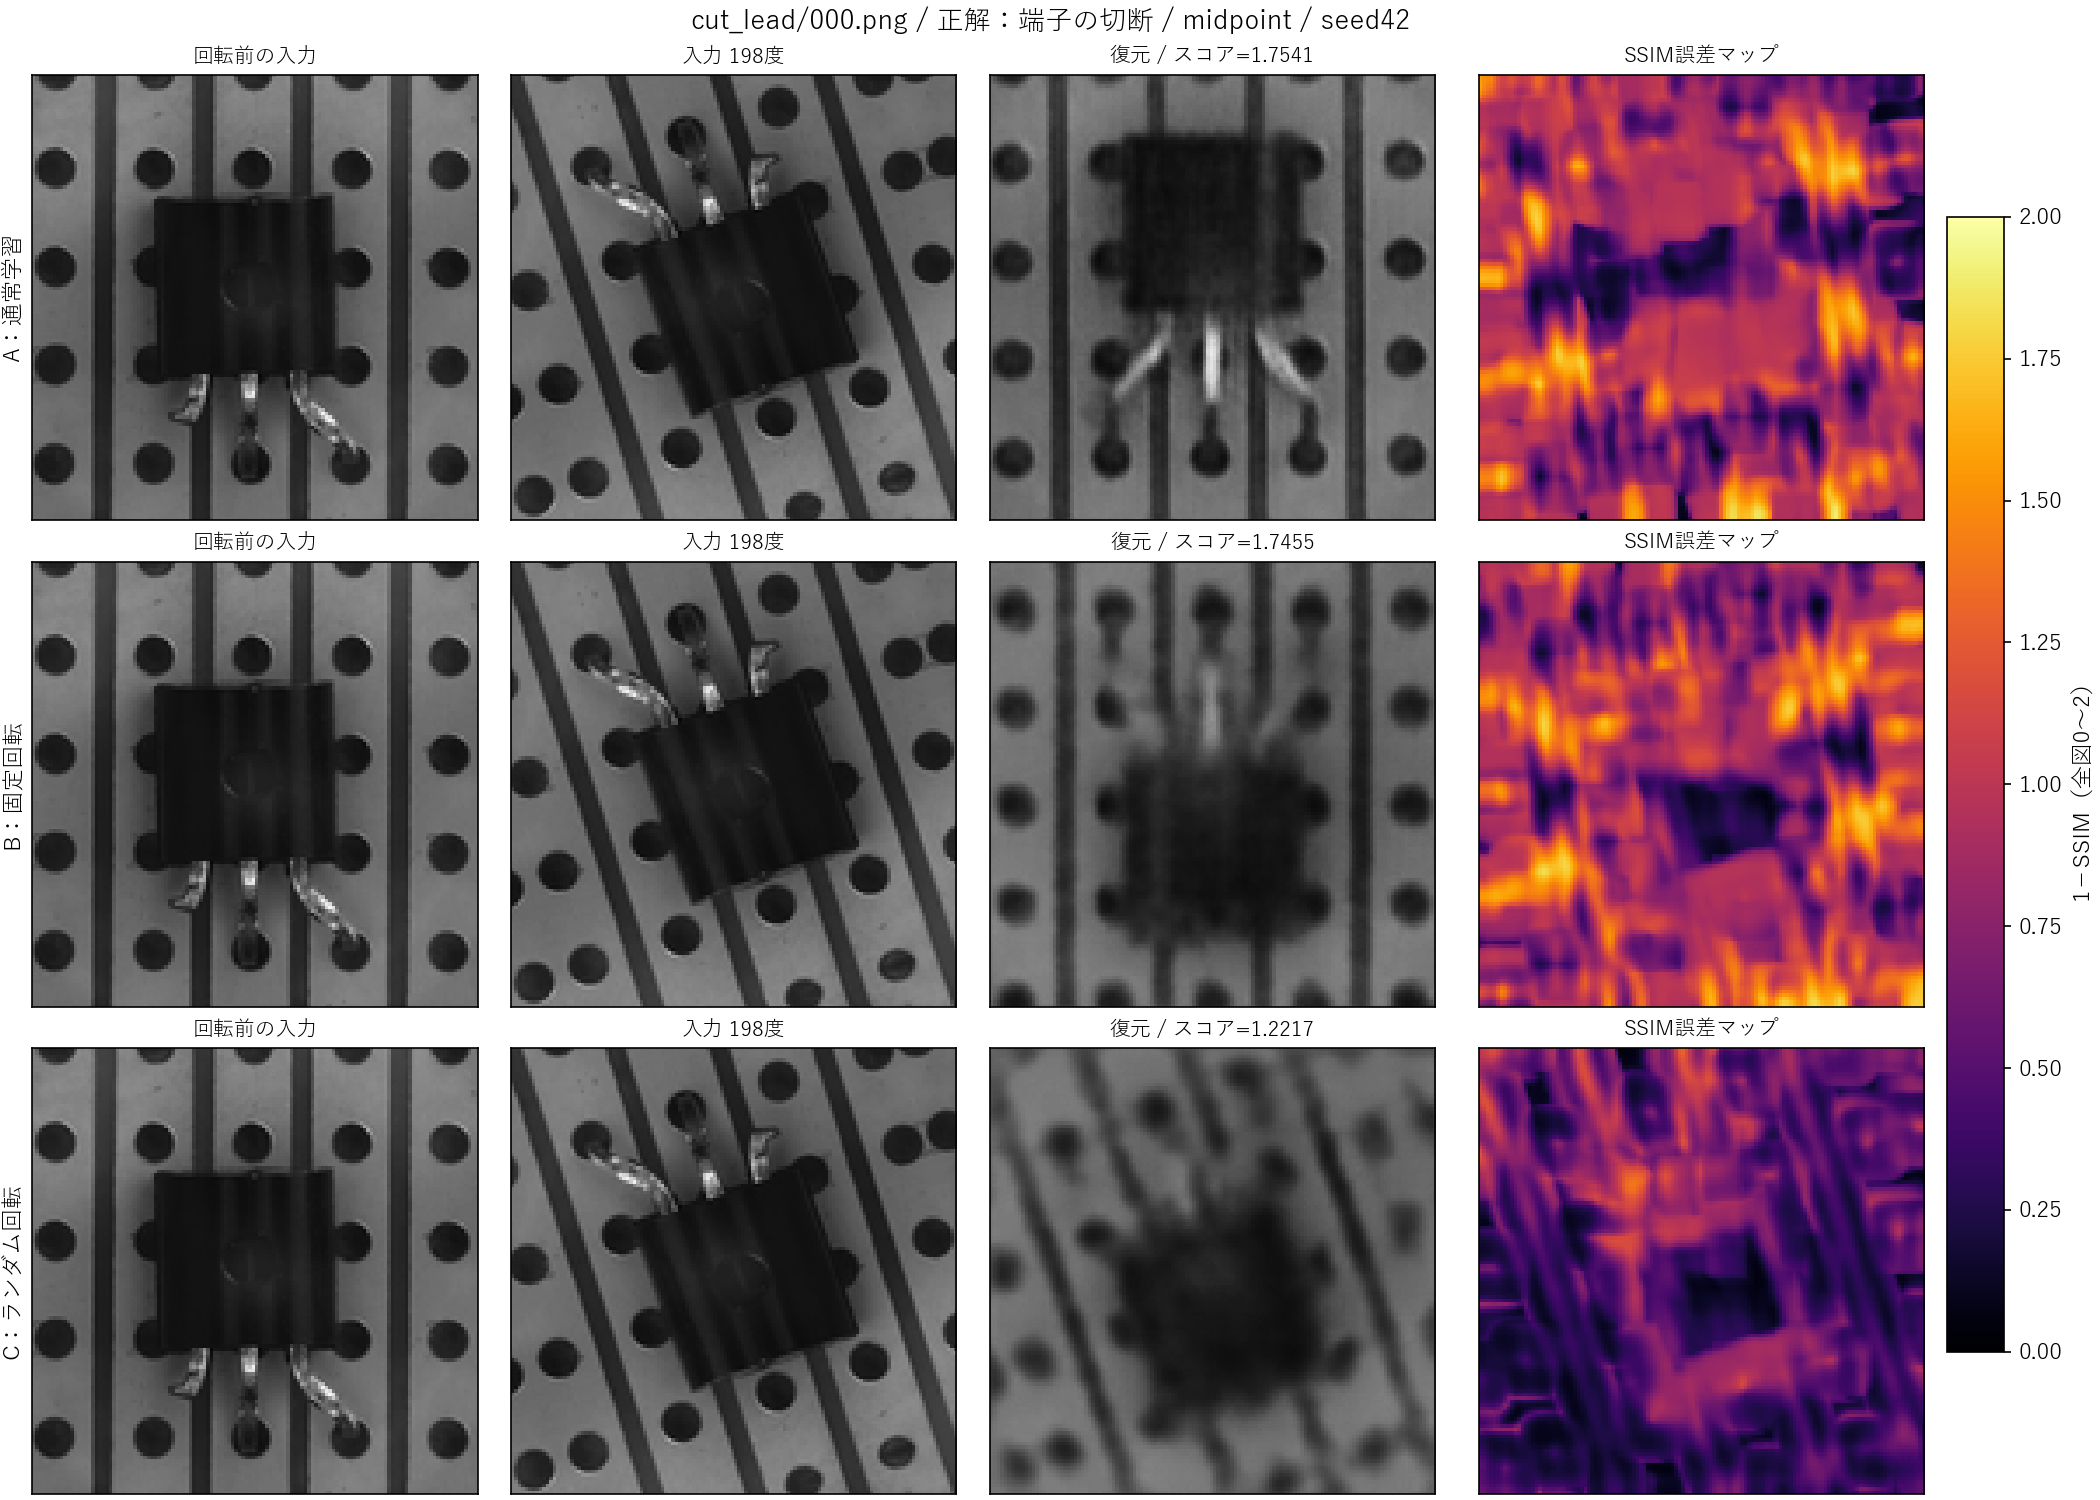 cut_lead/000.png / 正解：端子の切断 / midpoint / seed42
回転前の入力
入力 198度
復元 / スコア=1.7541
SSIM誤差マップ
A：通常学習
回転前の入力
入力 198度
復元 / スコア=1.7455
SSIM誤差マップ
B：固定回転
回転前の入力
入力 198度
復元 / スコア=1.2217
SSIM誤差マップ
C：ランダム回転
2.00
1.75
1.50
1.25
1.00
0.75
0.50
0.25
0.00
1－SSIM（全図0～2）